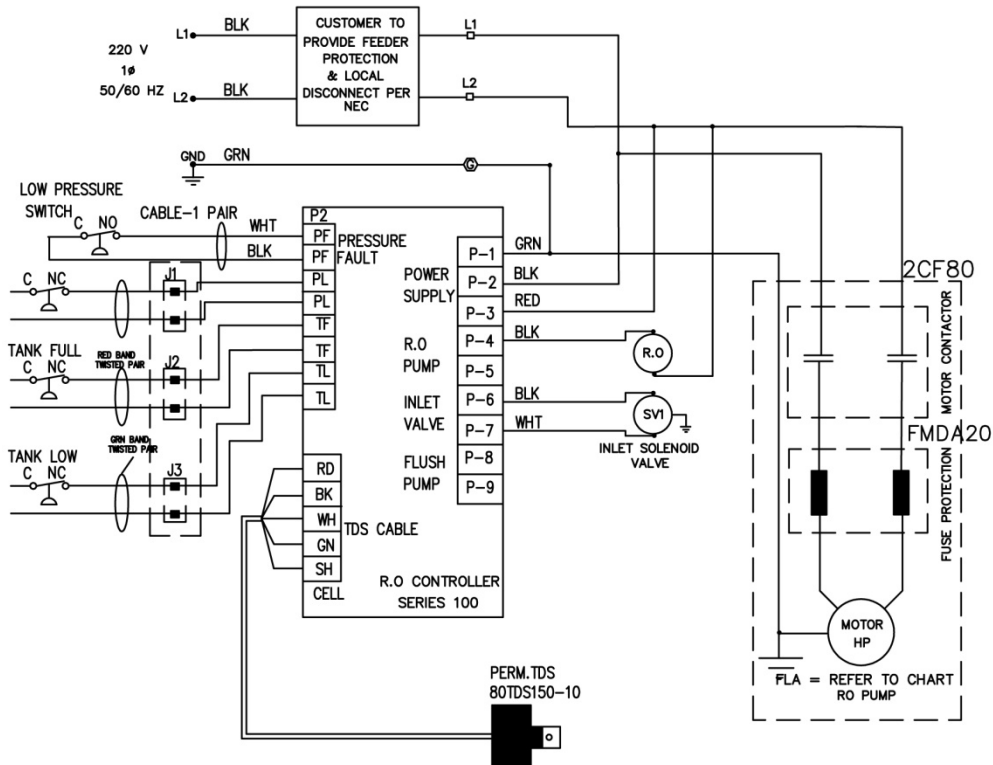 220 V
1ø
50/60 HZ
L1
BLK
L2
BLK
CUSTOMER TO
PROVIDE FEEDER
PROTECTION
& LOCAL
DISCONNECT PER
NEC
L1
L2
GND
GRN
G
LOW PRESSURE
SWITCH
C NO
CABLE-1 PAIR
WHT
BLK
C NC
J1
TANK FULL
C NC
RED BAND
TWISTED PAIR
J2
TANK LOW
C NC
GRN BAND
TWISTED PAIR
J3
P2
PF
PF
PL
PL
TF
TF
TL
TL
PRESSURE
FAULT
RD
BK
WH
GN
SH
CELL
TDS CABLE
POWER
SUPPLY
R.O
PUMP
INLET
VALVE
FLUSH
PUMP
P-1
P-2
P-3
P-4
P-5
P-6
P-7
P-8
P-9
R.O CONTROLLER
SERIES 100
GRN
BLK
RED
BLK
BLK
WHT
R.O
SV1
INLET SOLENOID
VALVE
PERM.TDS
80TDS150-10
2CF80
MOTOR CONTACTOR
FMDA20
FUSE PROTECTION
MOTOR
HP
FLA = REFER TO CHART
RO PUMP